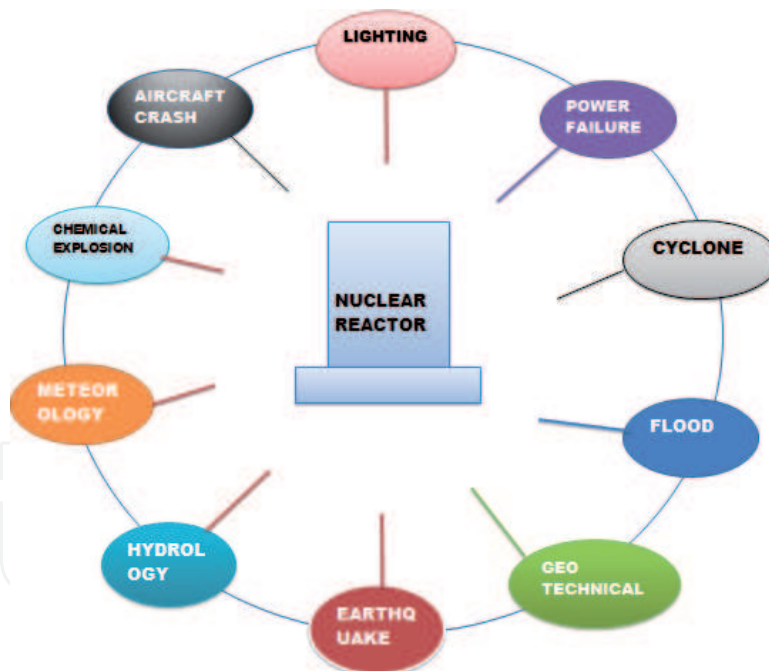 LIGHTING
AIRCRAFT
CRASH
POWER
FAILURE
CHEMICAL
EXPLOSION
CYCLONE
NUCLEAR
REACTOR
METEOR
OLOGY
FLOOD
HYDROL
OGY
GEO
TECHNICAL
EARTHQ
UAKE